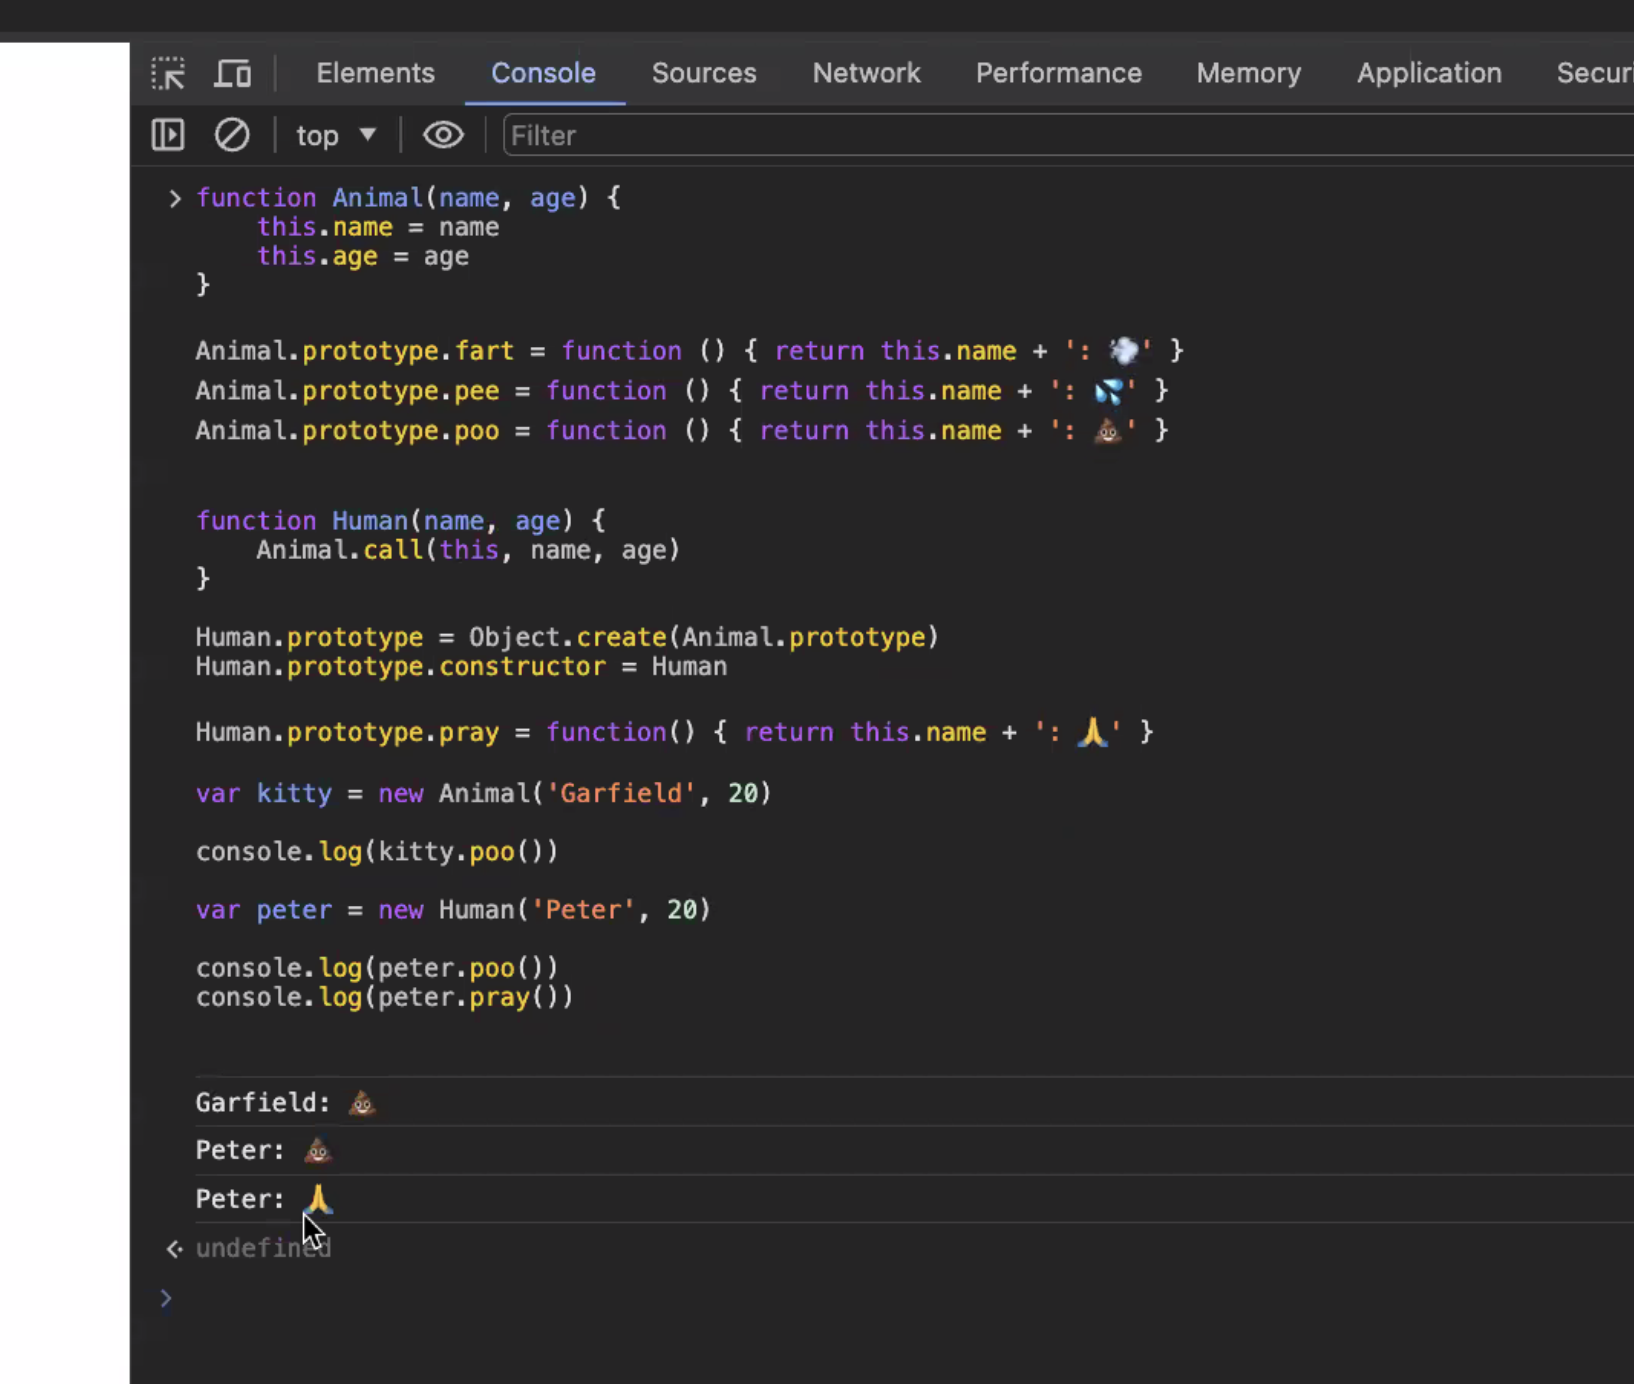 Elements Console Sources Network Performance Memory Application
top Filter
function Animal(name, age) {
    this.name = name
    this.age = age
}
Animal.prototype.fart = function () { return this.name + ': 💨' }
Animal.prototype.pee = function () { return this.name + ': 💦' }
Animal.prototype.poo = function () { return this.name + ': 💩' }
function Human(name, age) {
    Animal.call(this, name, age)
}
Human.prototype = Object.create(Animal.prototype)
Human.prototype.constructor = Human
Human.prototype.pray = function() { return this.name + ': 🙏' }
var kitty = new Animal('Garfield', 20)
console.log(kitty.poo())
var peter = new Human('Peter', 20)
console.log(peter.poo())
console.log(peter.pray())
Garfield: 💩
Peter: 💩
Peter: 🙏
undefined